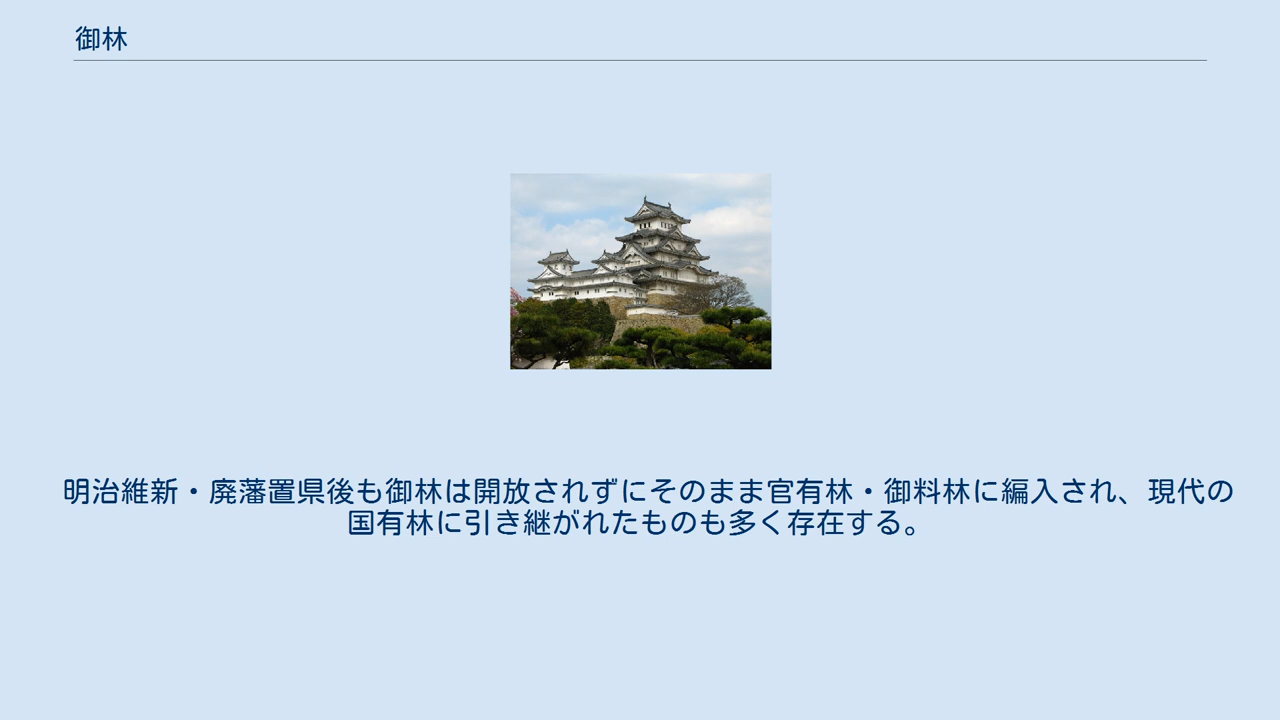 御林
明治維新・廃藩置県後も御林は開放されずにそのまま官有林・御料林に編入され、現代の
国有林に引き継がれたものも多く存在する。